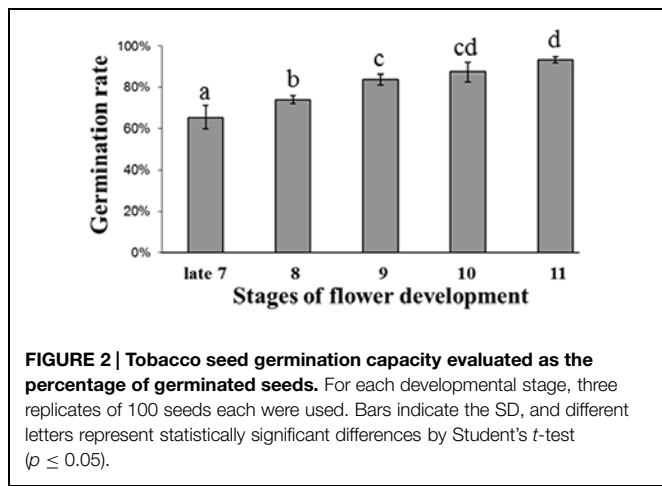 Germination rate
100%
80%
60%
40%
20%
0%
a
b
c
cd
d
late 7
8
9
10
11
Stages of flower development
FIGURE 2 | Tobacco seed germination capacity evaluated as the
percentage of germinated seeds. For each developmental stage, three
replicates of 100 seeds each were used. Bars indicate the SD, and different
letters represent statistically significant differences by Student's t-test
(p ≤ 0.05).